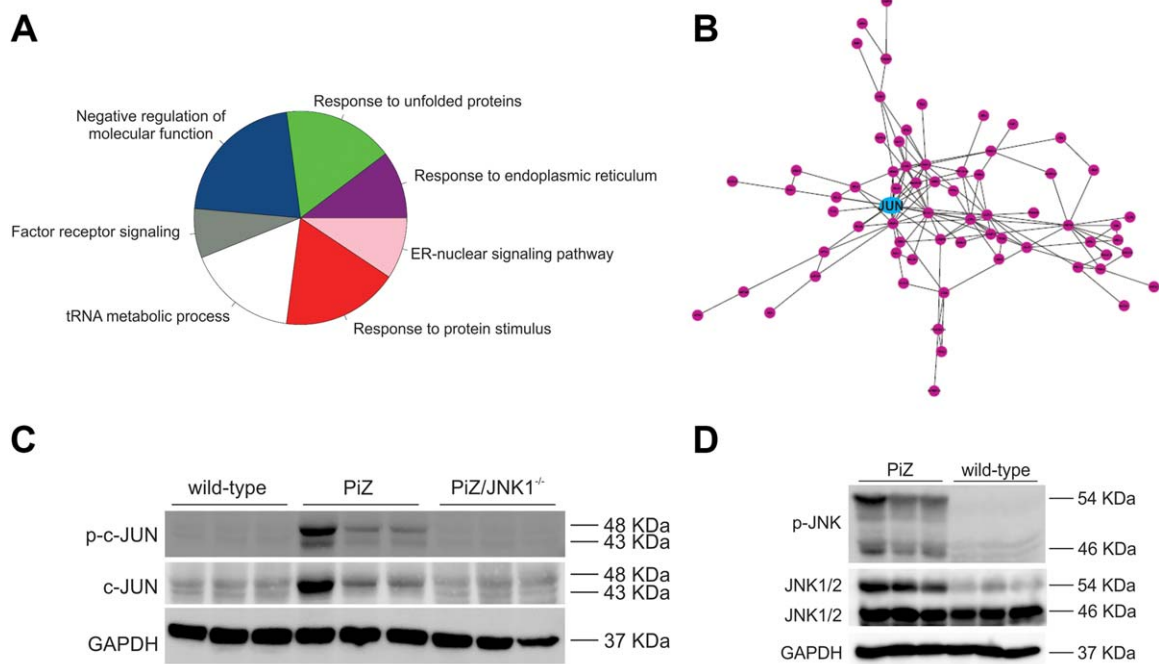 A
Negative regulation of
molecular function
Response to unfolded proteins
Response to endoplasmic reticulum
Factor receptor signaling
ER-nuclear signaling pathway
tRNA metabolic process
Response to protein stimulus
B
JUN
C
wild-type
PiZ
PiZ/JNK1-/-
p-c-JUN
48 KDa
43 KDa
c-JUN
48 KDa
43 KDa
GAPDH
37 KDa
D
PiZ
wild-type
p-JNK
54 KDa
46 KDa
JNK1/2
54 KDa
JNK1/2
46 KDa
GAPDH
37 KDa